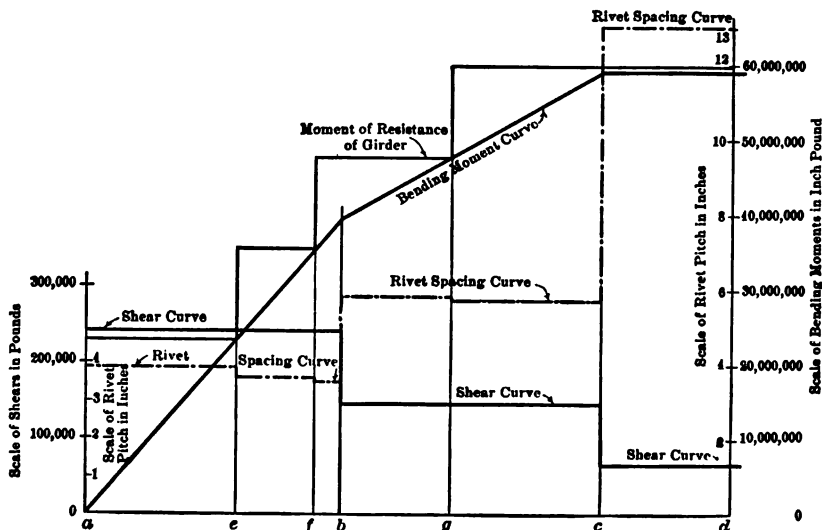 Rivet Spacing Curve
13
12
60,000,000
Moment of Resistance
of Girder
Bending Moment Curve
10
50,000,000
8
40,000,000
Scale of Rivet Pitch in Inches
Scale of Bending Moments in Inch Pound
300,000
Rivet Spacing Curve
6
30,000,000
Shear Curve
Scale of Shears in Pounds
200,000
4
Rivet
Spacing Curve
4
20,000,000
Scale of Rivet
Pitch in Inches
3
Shear Curve
100,000
2
2
10,000,000
Shear Curve
1
0
0
a
e
f
b
g
c
d